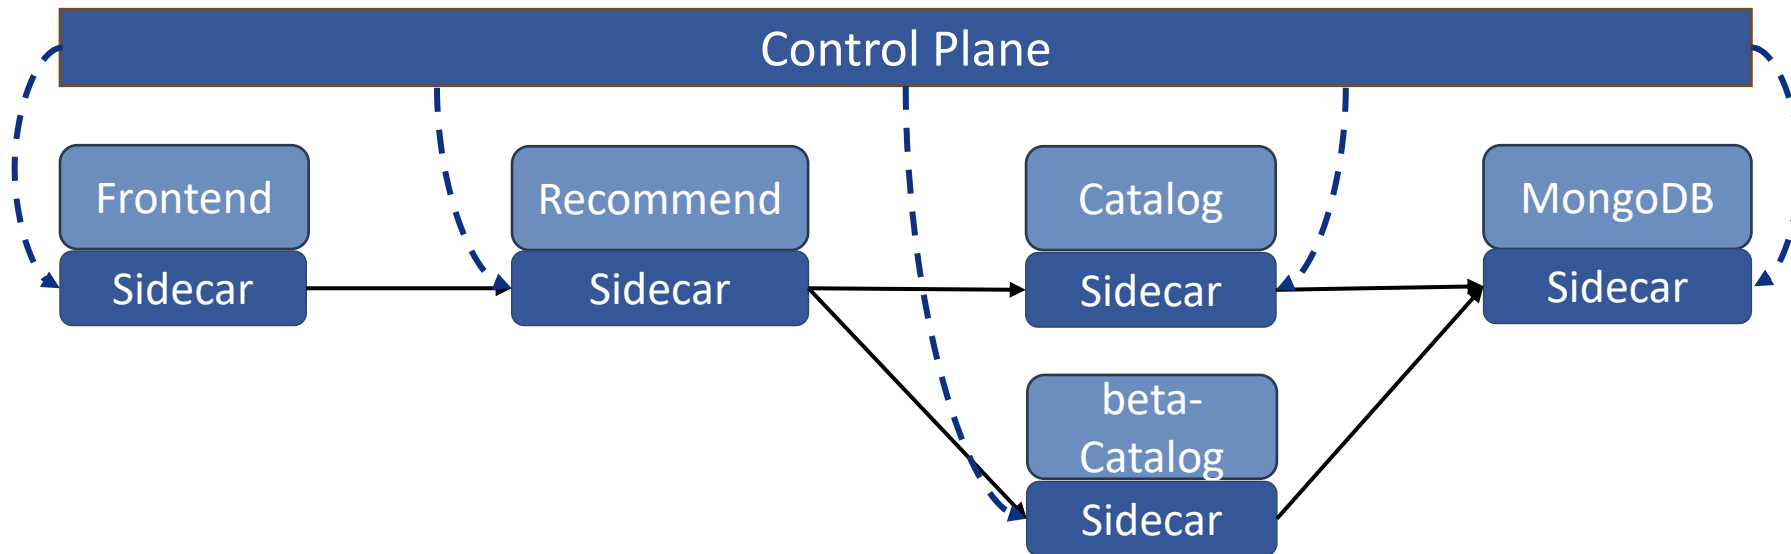 Control Plane
Frontend
Sidecar
Recommend
Sidecar
Catalog
Sidecar
MongoDB
Sidecar
beta-
Catalog
Sidecar